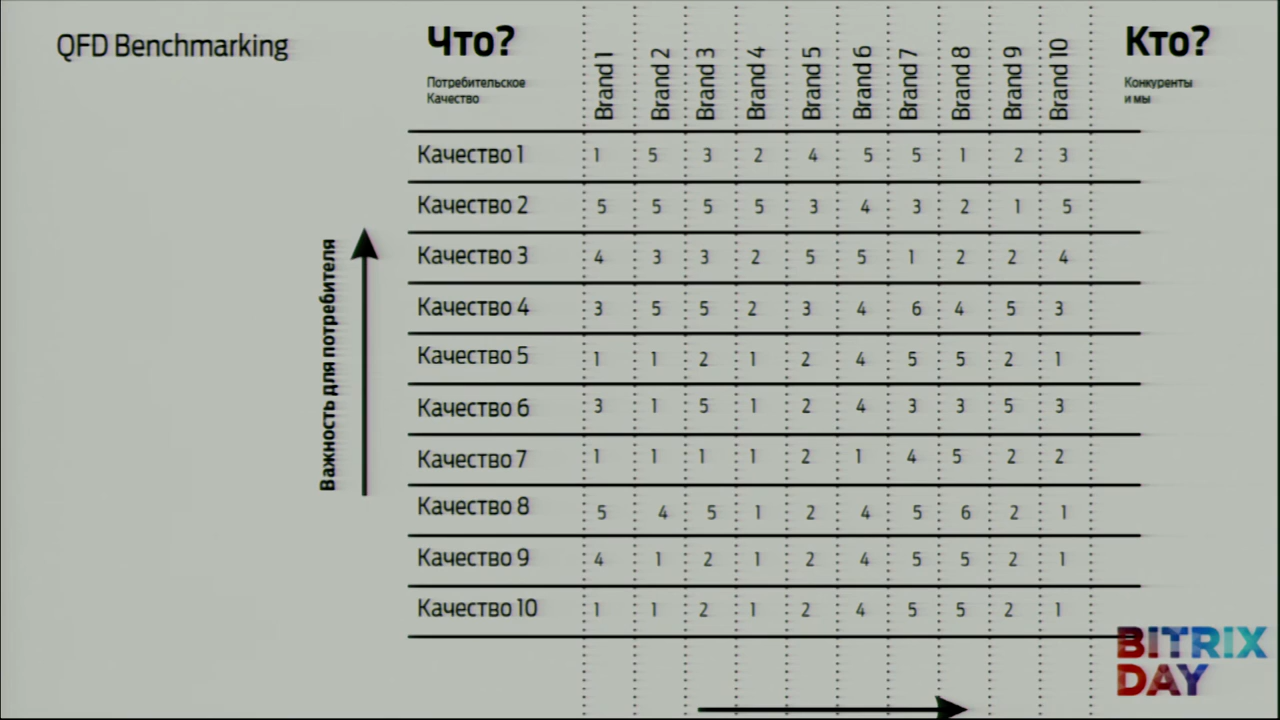 QFD Benchmarking
Что?
Потребительское
Качество
Brand 1
Brand 2
Brand 3
Brand 4
Brand 5
Brand 6
Brand 7
Brand 8
Brand 9
Brand 10
Кто?
Конкуренты
и мы
Важность для потребителя
Качество 1 1 5 3 2 4 5 5 1 2 3
Качество 2 5 5 5 5 3 4 3 2 1 5
Качество 3 4 3 3 2 5 5 1 2 2 4
Качество 4 3 5 5 2 3 4 6 4 5 3
Качество 5 1 1 2 1 2 4 5 5 2 1
Качество 6 3 1 5 1 2 4 3 3 5 3
Качество 7 1 1 1 1 2 1 4 5 2 2
Качество 8 5 4 5 1 2 4 5 6 2 1
Качество 9 4 1 2 1 2 4 5 5 2 1
Качество 10 1 1 2 1 2 4 5 5 2 1
BITRIX
DAY